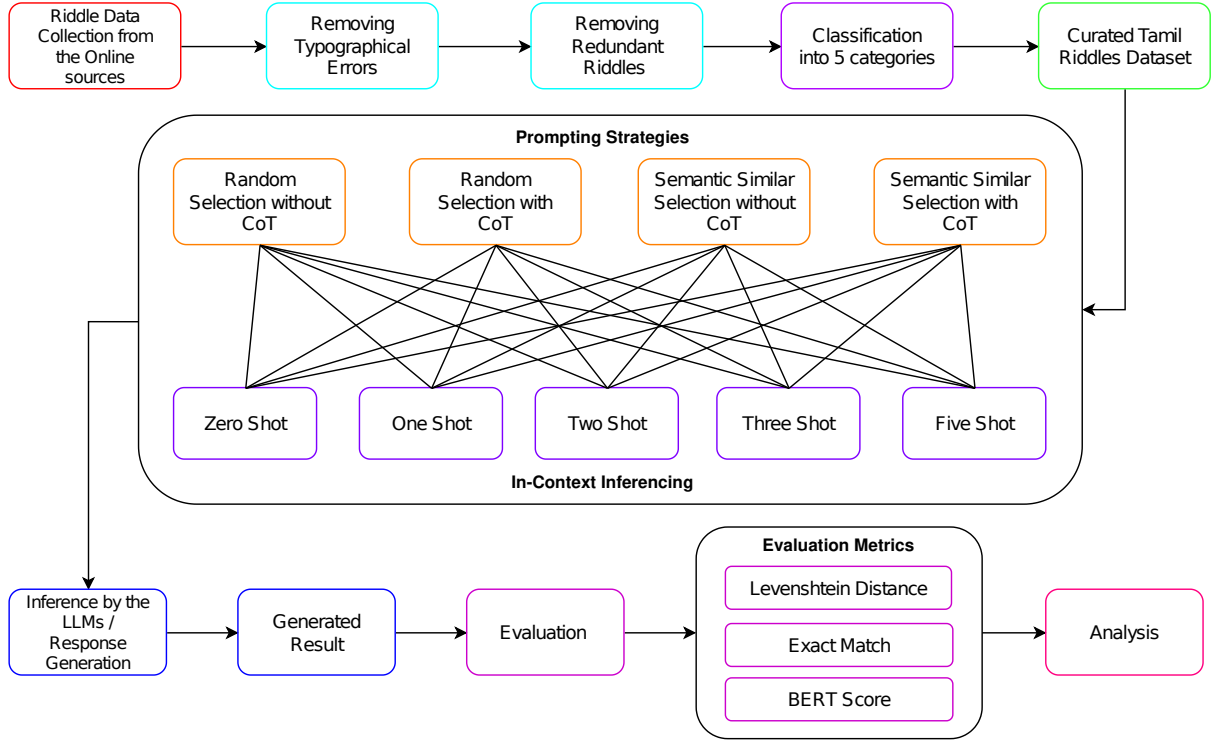 Riddle Data
Collection from
the Online
sources
Removing
Typographical
Errors
Removing
Redundant
Riddles
Classification
into 5 categories
Curated Tamil
Riddles Dataset
Prompting Strategies
Random
Selection without
CoT
Random
Selection with
CoT
Semantic Similar
Selection without
CoT
Semantic Similar
Selection with
CoT
Zero Shot
One Shot
Two Shot
Three Shot
Five Shot
In-Context Inferencing
Inference by the
LLMs /
Response
Generation
Generated
Result
Evaluation
Evaluation Metrics
Levenshtein Distance
Exact Match
BERT Score
Analysis